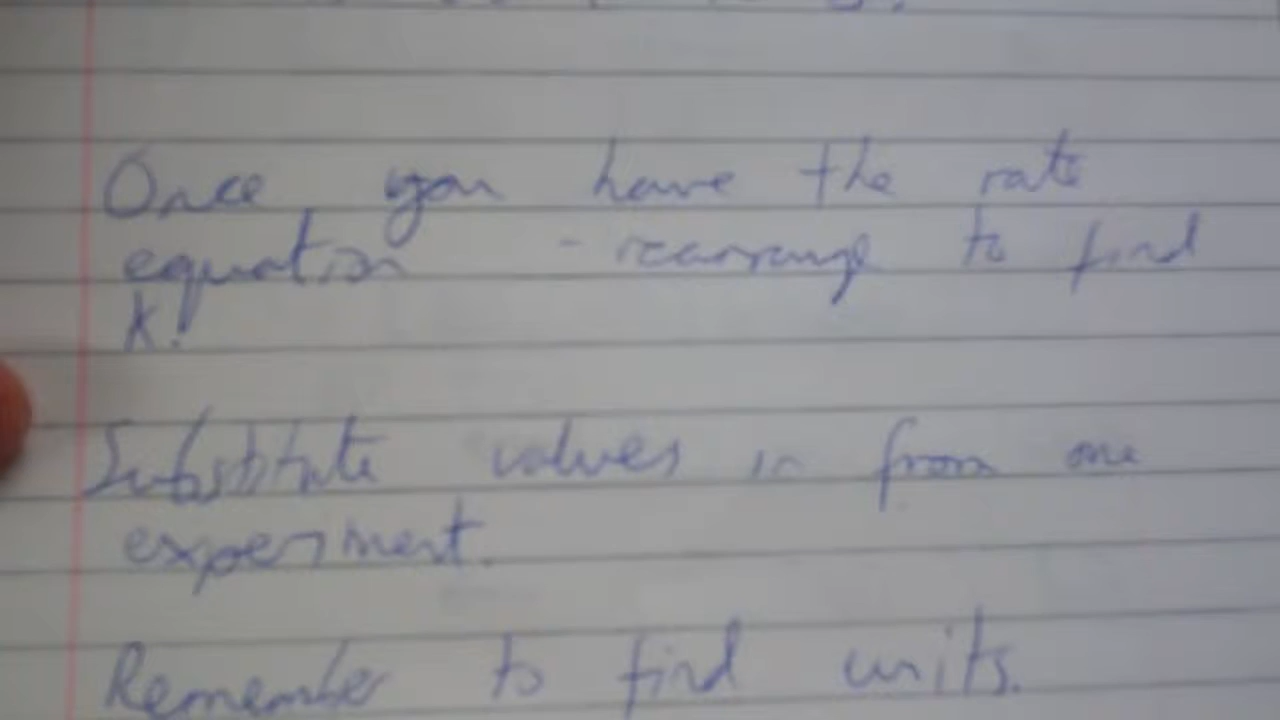 Once you have the rate
equation - rearrange to find
K!
Substitute values in from one
experiment.
Remember to find units.